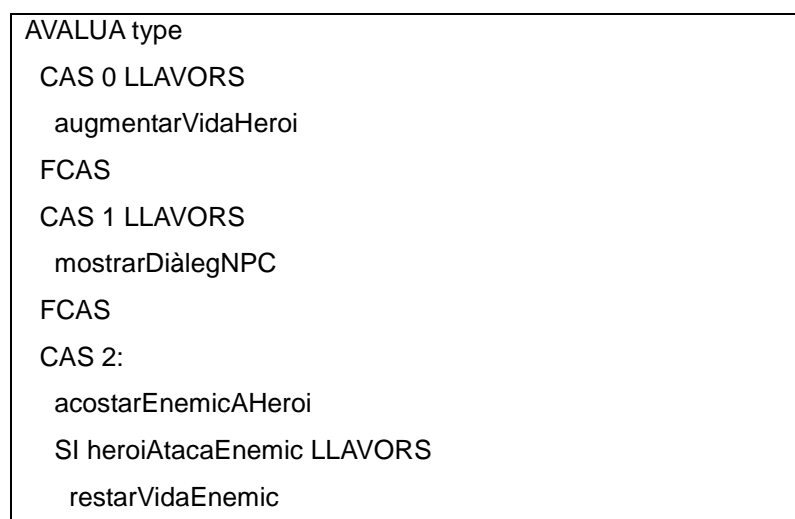 AVALUA type
CAS 0 LLAVORS
augmentarVidaHeroi
FCAS
CAS 1 LLAVORS
mostrarDiàlegNPC
FCAS
CAS 2:
acostarEnemicAHeroi
SI heroiAtacaEnemic LLAVORS
restarVidaEnemic